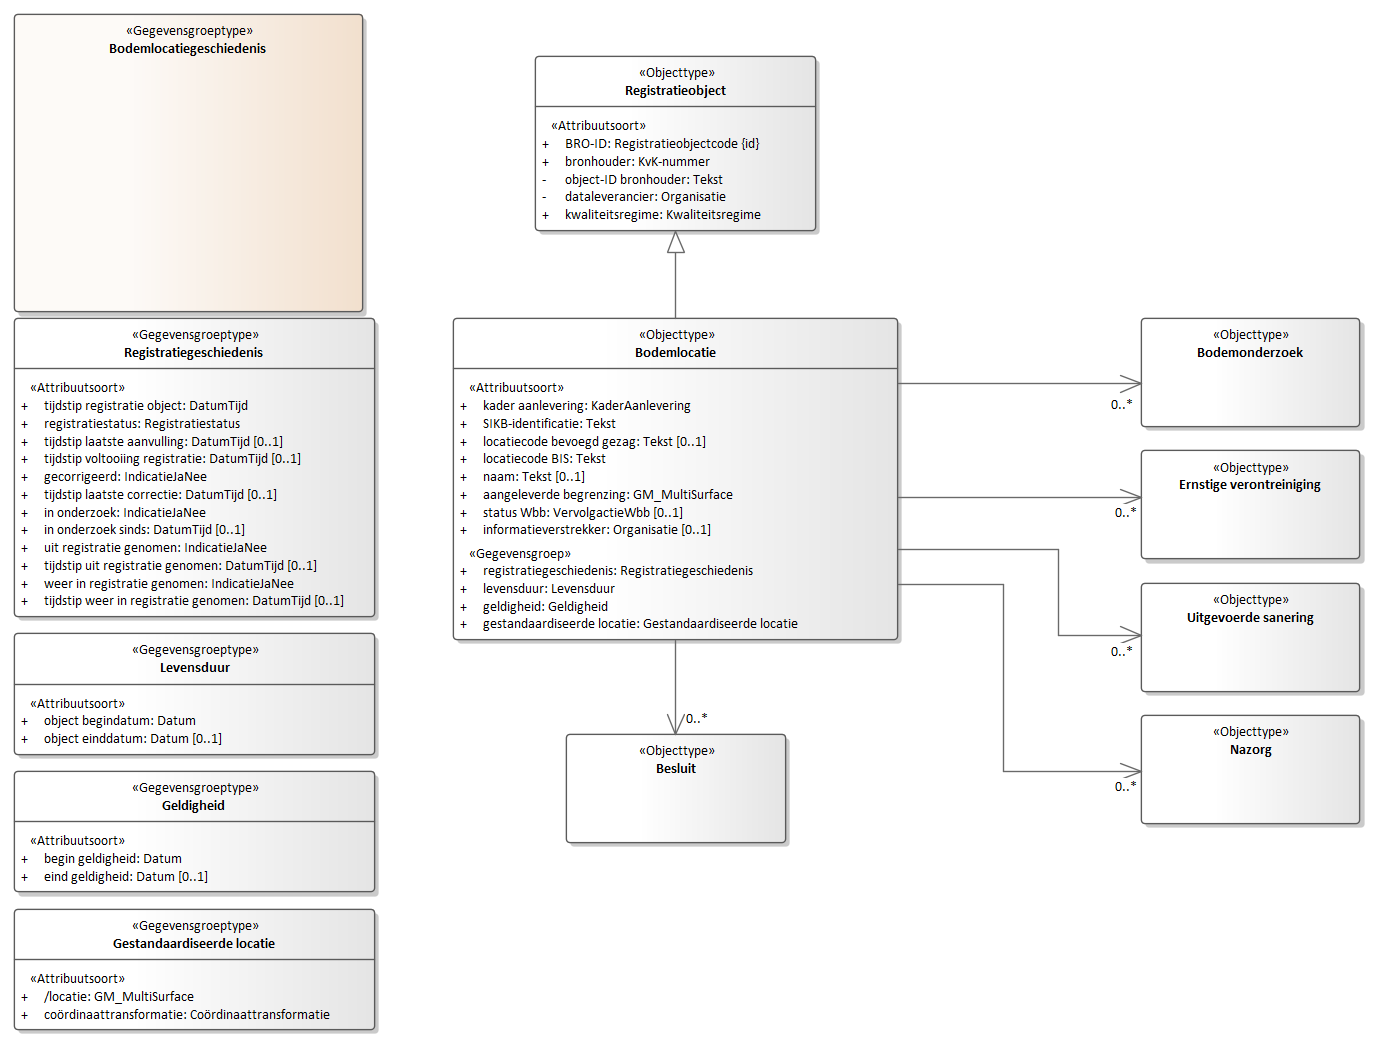 «Gegevensgroeptype»
Bodemlocatiegeschiedenis
«Objecttype»
Registratieobject
«Attribuutsoort»
+ BRO-ID: Registratieobjectcode {id}
+ bronhouder: KvK-nummer
- object-ID bronhouder: Tekst
- dataleverancier: Organisatie
+ kwaliteitsregime: Kwaliteitsregime
«Gegevensgroeptype»
Registratiegeschiedenis
«Attribuutsoort»
+ tijdstip registratie object: DatumTijd
+ registratiestatus: Registratiestatus
+ tijdstip laatste aanvulling: DatumTijd [0..1]
+ tijdstip voltooiing registratie: DatumTijd [0..1]
+ gecorrigeerd: IndicatieJaNee
+ tijdstip laatste correctie: DatumTijd [0..1]
+ in onderzoek: IndicatieJaNee
+ in onderzoek sinds: DatumTijd [0..1]
+ uit registratie genomen: IndicatieJaNee
+ tijdstip uit registratie genomen: DatumTijd [0..1]
+ weer in registratie genomen: IndicatieJaNee
+ tijdstip weer in registratie genomen: DatumTijd [0..1]
«Objecttype»
Bodemlocatie
«Attribuutsoort»
+ kader aanlevering: KaderAanlevering
+ SIKB-identificatie: Tekst
+ locatiecode bevoegd gezag: Tekst [0..1]
+ locatiecode BIS: Tekst
+ naam: Tekst [0..1]
+ aangeleverde begrenzing: GM_MultiSurface
+ status Wbb: VervolgactieWbb [0..1]
+ informatieverstrekker: Organisatie [0..1]
«Gegevensgroep»
+ registratiegeschiedenis: Registratiegeschiedenis
+ levensduur: Levensduur
+ geldigheid: Geldigheid
+ gestandaardiseerde locatie: Gestandaardiseerde locatie
«Objecttype»
Bodemonderzoek
0..*
«Objecttype»
Ernstige verontreiniging
0..*
«Objecttype»
Uitgevoerde sanering
0..*
«Objecttype»
Nazorg
0..*
«Gegevensgroeptype»
Levensduur
«Attribuutsoort»
+ object begindatum: Datum
+ object einddatum: Datum [0..1]
0..*
«Objecttype»
Besluit
«Gegevensgroeptype»
Geldigheid
«Attribuutsoort»
+ begin geldigheid: Datum
+ eind geldigheid: Datum [0..1]
«Gegevensgroeptype»
Gestandaardiseerde locatie
«Attribuutsoort»
+ /locatie: GM_MultiSurface
+ coördinaattransformatie: Coördinaattransformatie